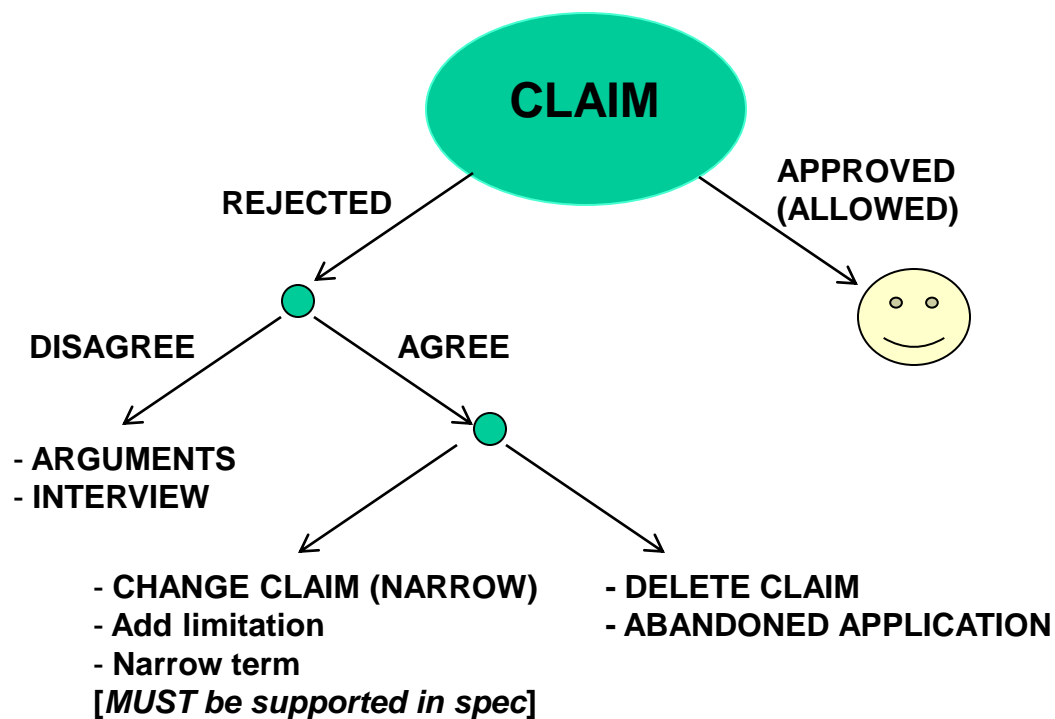 CLAIM
REJECTED
APPROVED
(ALLOWED)
DISAGREE
AGREE
- ARGUMENTS
- INTERVIEW
- CHANGE CLAIM (NARROW)
- Add limitation
- Narrow term
[MUST be supported in spec]
- DELETE CLAIM
- ABANDONED APPLICATION